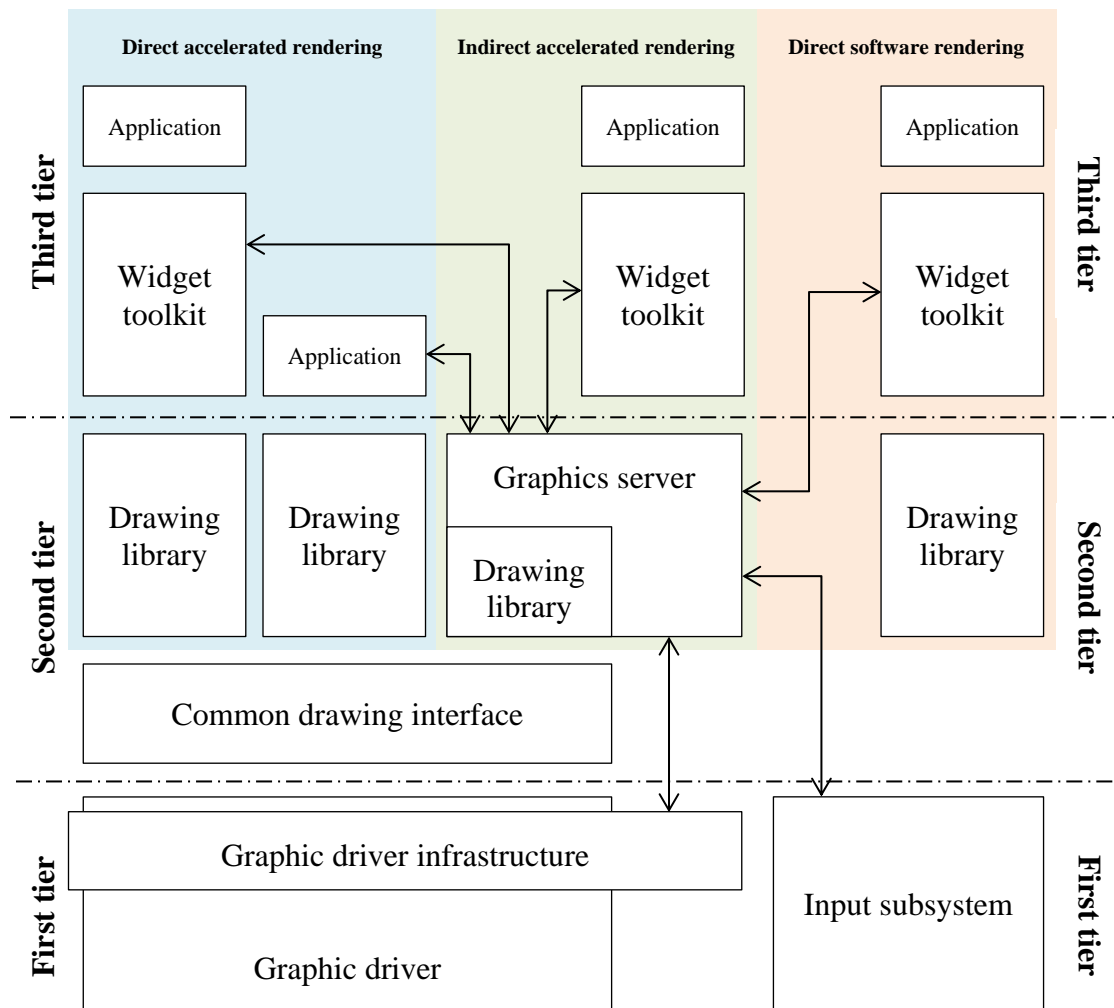 Direct accelerated rendering
Indirect accelerated rendering
Direct software rendering
Application
Application
Application
Third tier
Third tier
Widget
toolkit
Widget
toolkit
Widget
toolkit
Application
Second tier
Second tier
Drawing
library
Drawing
library
Graphics server
Drawing
library
Drawing
library
Common drawing interface
First tier
First tier
Graphic driver infrastructure
Input subsystem
Graphic driver